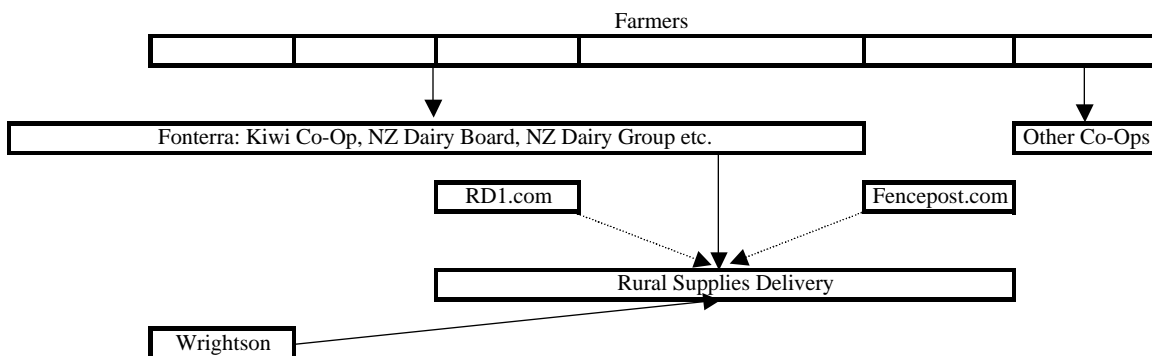 Farmers
Fonterra: Kiwi Co-Op, NZ Dairy Board, NZ Dairy Group etc.
Other Co-Ops
RD1.com
Fencepost.com
Rural Supplies Delivery
Wrightson